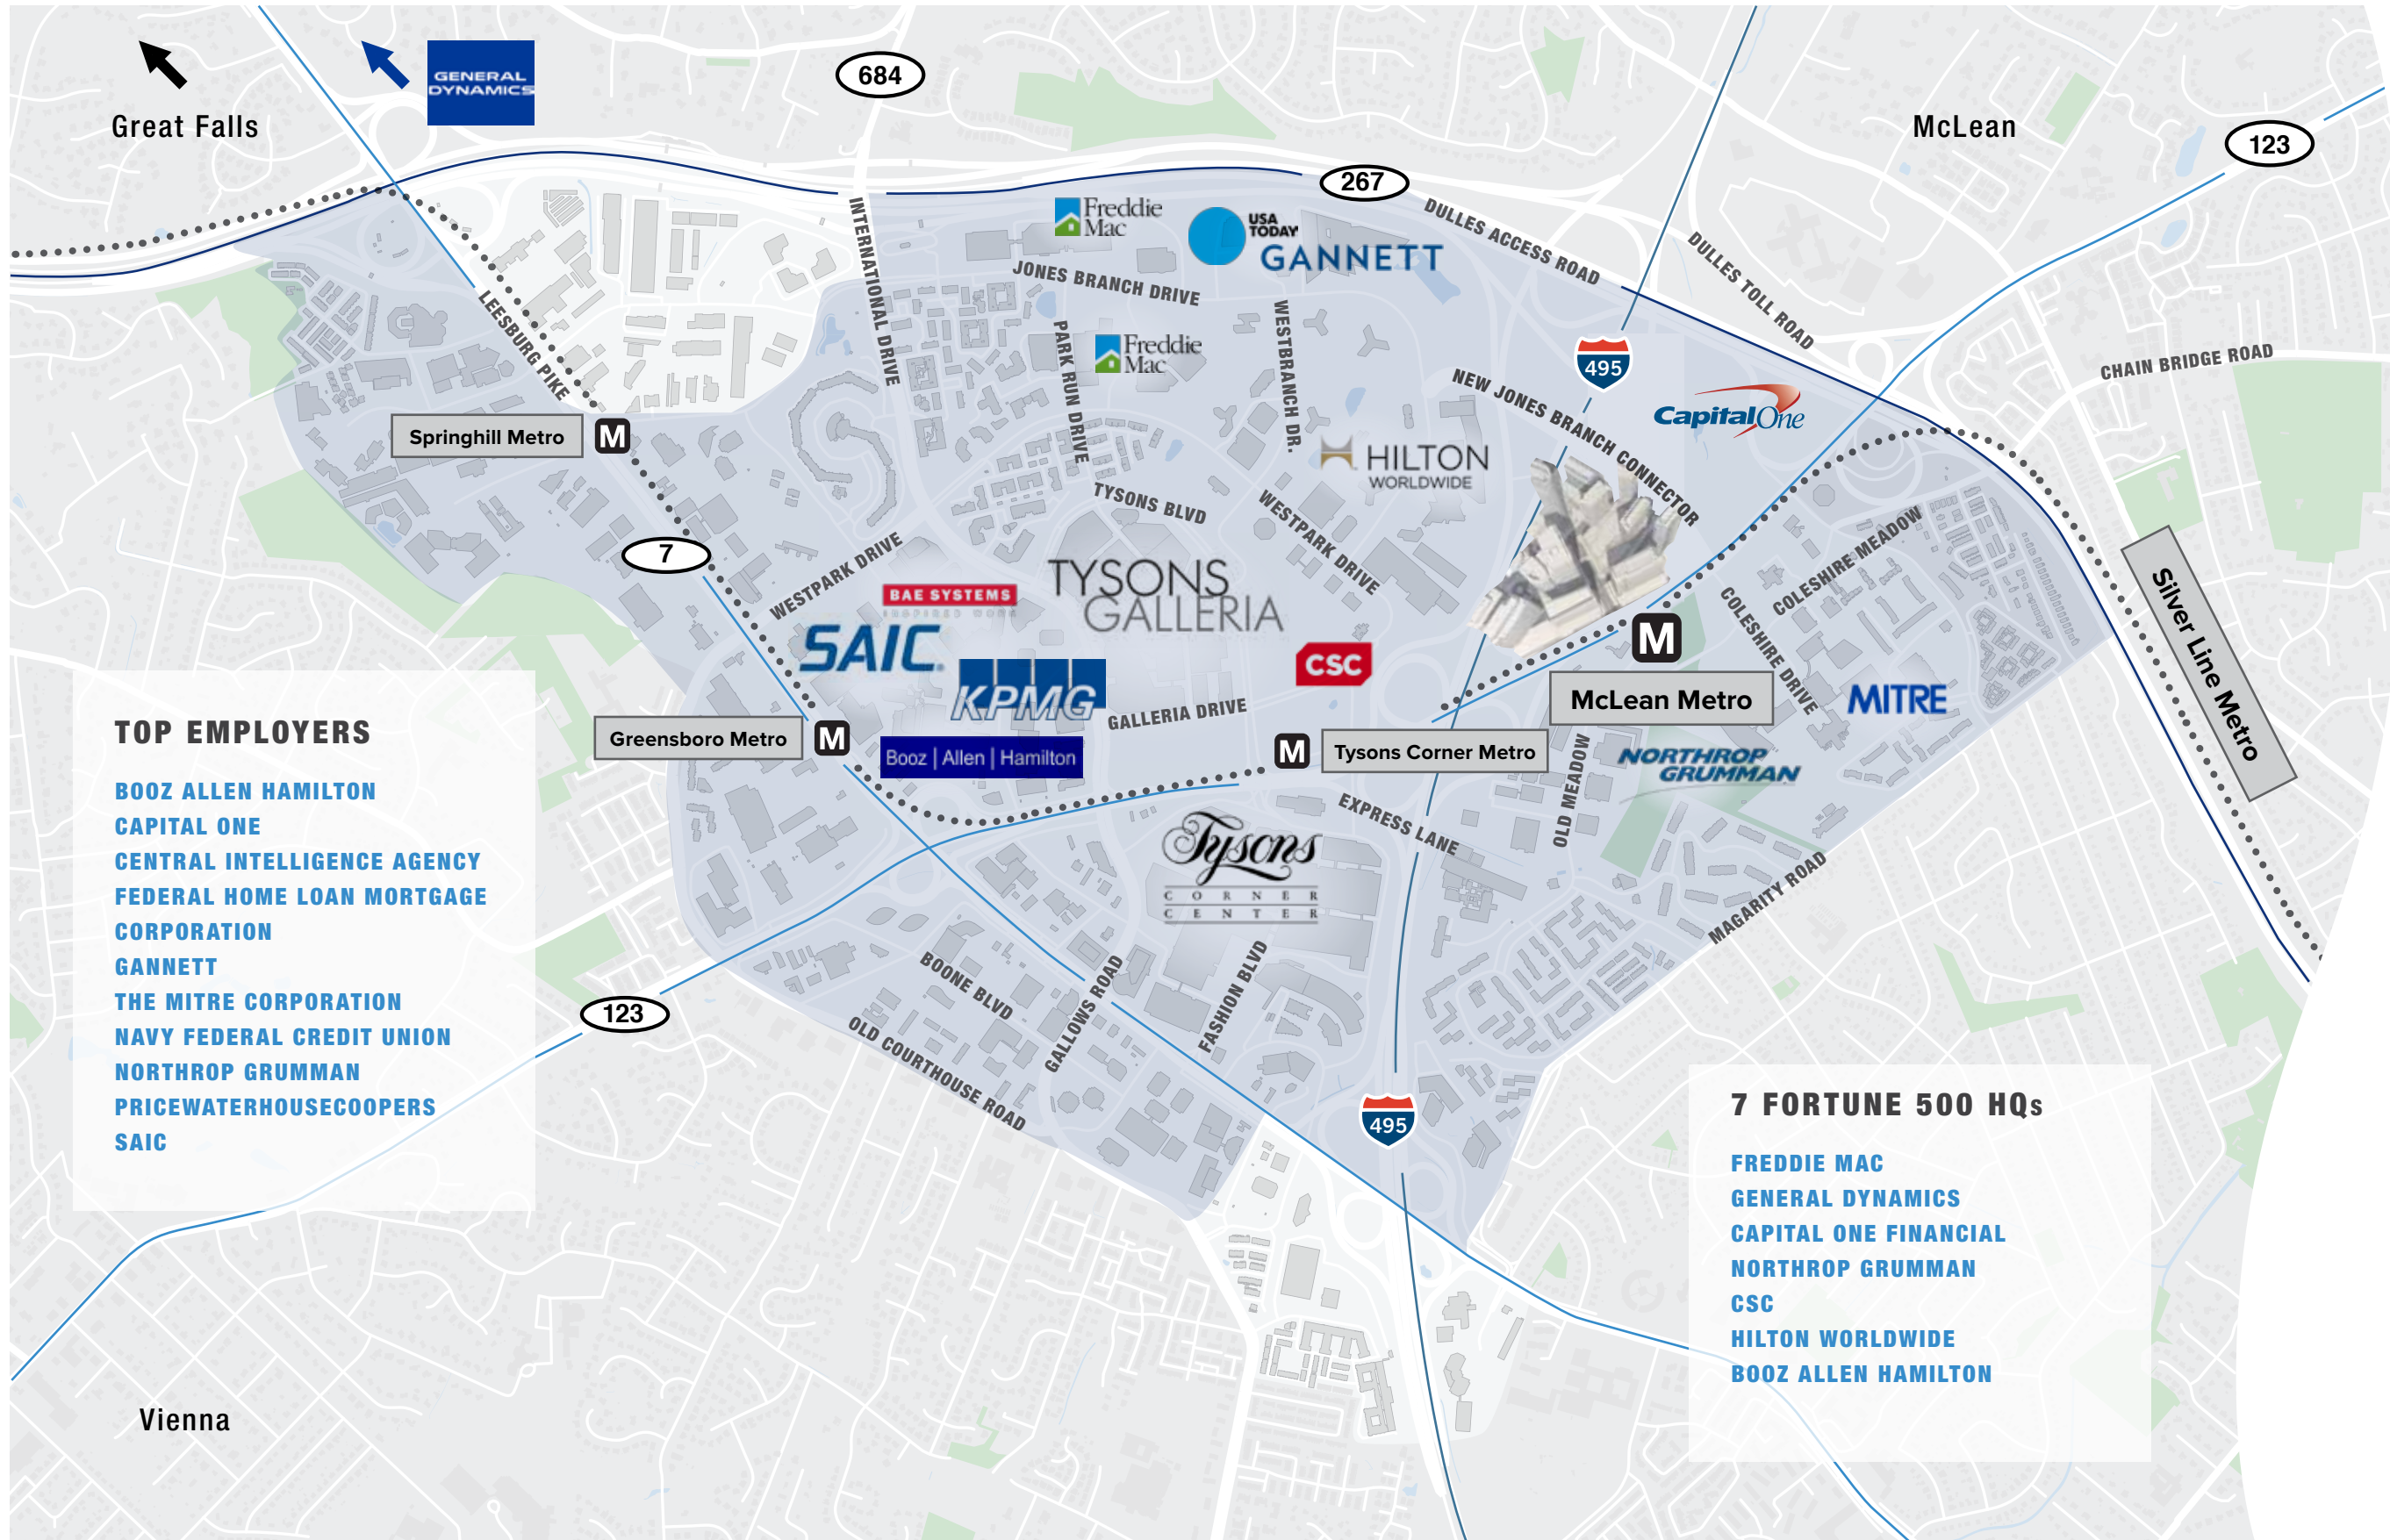 GENERAL
DYNAMICS
Great Falls
684
McLean
123
267
Freddie
Mac
USA
TODAY
GANNETT
DULLES ACCESS ROAD
DULLES TOLL ROAD
INTERNATIONAL DRIVE
JONES BRANCH DRIVE
LEESBURG PIKE
PARK RUN DRIVE
Freddie
Mac
WESTBRANCH DR.
495
CHAIN BRIDGE ROAD
NEW JONES BRANCH CONNECTOR
Capital One
Springhill Metro
M
HILTON
WORLDWIDE
TYSONS BLVD
WESTPARK DRIVE
COLESHIRE MEADOW
7
WESTPARK DRIVE
BAE SYSTEMS
INSPIRED WORK
TYSONS
GALLERIA
COLESHIRE DRIVE
Silver Line Metro
SAIC
CSC
M
McLean Metro
KPMG
MITRE
GALLERIA DRIVE
Greensboro Metro
M
Booz | Allen | Hamilton
M
Tysons Corner Metro
OLD MEADOW
NORTHROP
GRUMMAN
EXPRESS LANE
Tysons
CORNER
CENTER
MAGARITY ROAD
BOONE BLVD
GALLOWS ROAD
FASHION BLVD
123
OLD COURTHOUSE ROAD
495
TOP EMPLOYERS
BOOZ ALLEN HAMILTON
CAPITAL ONE
CENTRAL INTELLIGENCE AGENCY
FEDERAL HOME LOAN MORTGAGE
CORPORATION
GANNETT
THE MITRE CORPORATION
NAVY FEDERAL CREDIT UNION
NORTHROP GRUMMAN
PRICEWATERHOUSECOOPERS
SAIC
7 FORTUNE 500 HQs
FREDDIE MAC
GENERAL DYNAMICS
CAPITAL ONE FINANCIAL
NORTHROP GRUMMAN
CSC
HILTON WORLDWIDE
BOOZ ALLEN HAMILTON
Vienna